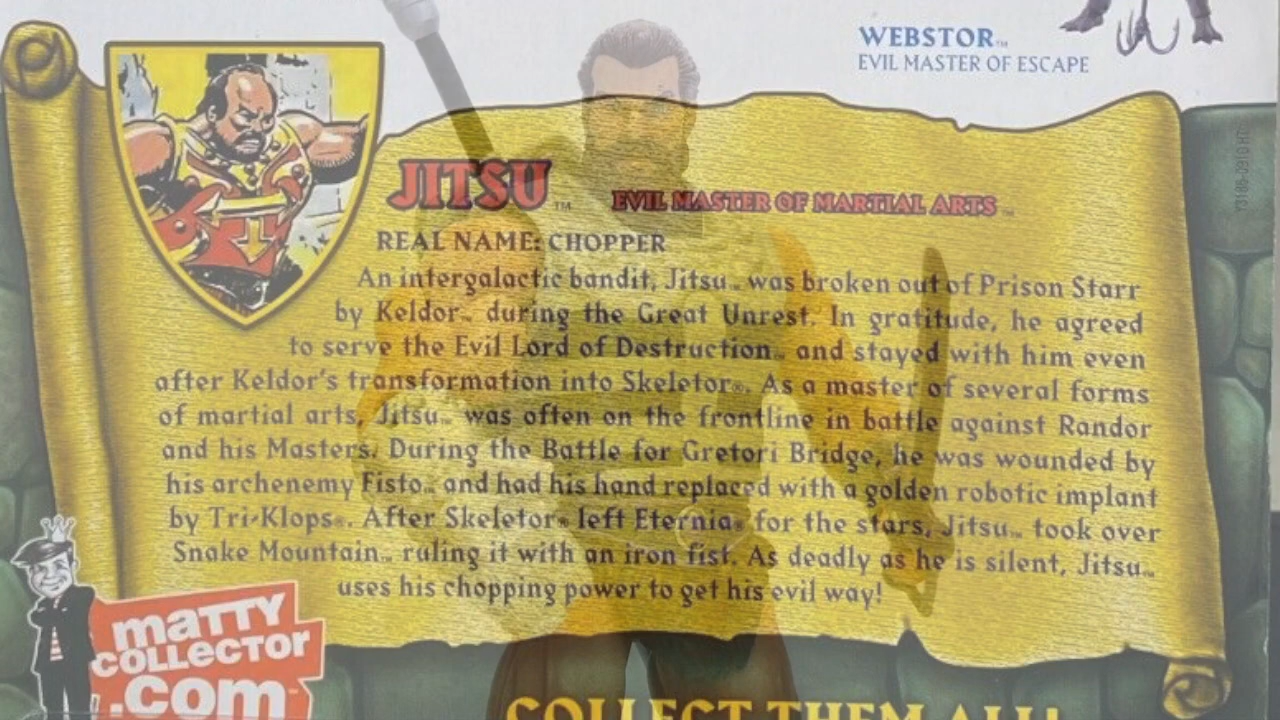 WEBSTOR™
EVIL MASTER OF ESCAPE
JITSU™ EVIL MASTER OF MARTIAL ARTS™
REAL NAME: CHOPPER
An intergalactic bandit, Jitsu™ was broken out of Prison Starr
by Keldor™ during the Great Unrest. In gratitude, he agreed
to serve the Evil Lord of Destruction™ and stayed with him even
after Keldor's transformation into Skeletor®. As a master of several forms
of martial arts, Jitsu™ was often on the frontline in battle against Randor
and his Masters. During the Battle for Gretori Bridge, he was wounded by
his archenemy Fisto™ and had his hand replaced with a golden robotic implant
by Tri-Klops®. After Skeletor® left Eternia® for the stars, Jitsu™ took over
Snake Mountain™ ruling it with an iron fist. As deadly as he is silent, Jitsu™
uses his chopping power to get his evil way!
maTTY
COLLECTOR
.com™
COLLECT THEM ALL!